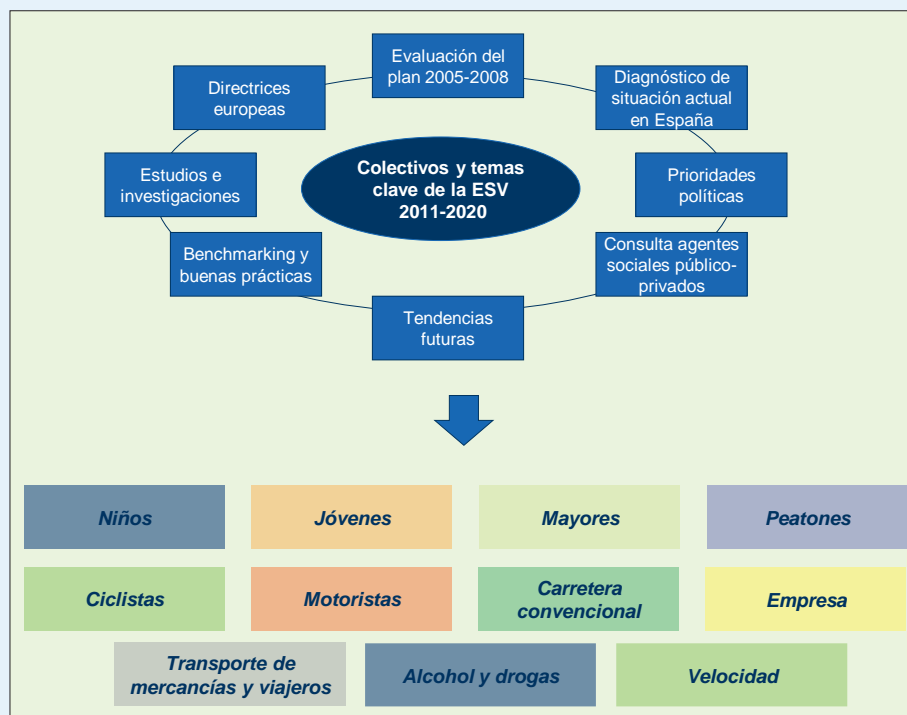 Evaluación del
plan 2005-2008
Directrices
europeas
Diagnóstico de
situación actual
en España
Estudios e
investigaciones
Colectivos y temas
clave de la ESV
2011-2020
Prioridades
políticas
Benchmarking y
buenas prácticas
Consulta agentes
sociales público-
privados
Tendencias
futuras
Niños
Jóvenes
Mayores
Peatones
Ciclistas
Motoristas
Carretera
convencional
Empresa
Transporte de
mercancías y viajeros
Alcohol y drogas
Velocidad